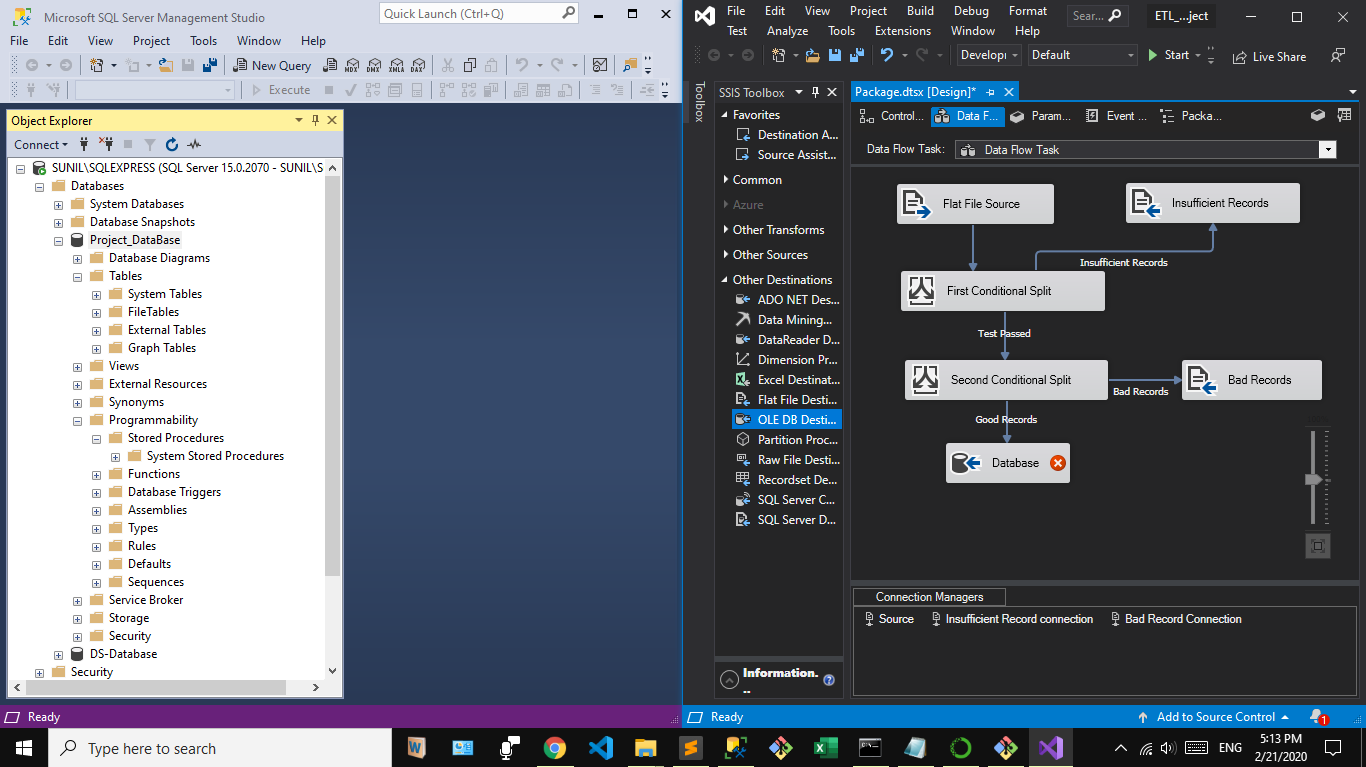 Microsoft SQL Server Management Studio
Quick Launch (Ctrl+Q)
File Edit View Project Tools Window Help
New Query
MDX DMX XMLA DAX
Execute
Object Explorer
Connect
SUNIL\SQLEXPRESS (SQL Server 15.0.2070 - SUNIL\S
Databases
System Databases
Database Snapshots
Project_DataBase
Database Diagrams
Tables
System Tables
FileTables
External Tables
Graph Tables
Views
External Resources
Synonyms
Programmability
Stored Procedures
System Stored Procedures
Functions
Database Triggers
Assemblies
Types
Rules
Defaults
Sequences
Service Broker
Storage
Security
DS-Database
Security
Ready
File Edit View Project Build Debug Format
Test Analyze Tools Extensions Window Help
Sear...
ETL_...ject
Developi
Default
Start
Live Share
Toolbox
SSIS Toolbox
Favorites
Destination A...
Source Assist...
Common
Azure
Other Transforms
Other Sources
Other Destinations
ADO NET Des...
Data Mining...
DataReader D...
Dimension Pr...
Excel Destinat...
Flat File Desti...
OLE DB Desti...
Partition Proc...
Raw File Desti...
Recordset De...
SQL Server C...
SQL Server D...
Information.
..
Package.dtsx [Design]*
Control... Data F... Param... Event ... Packa...
Data Flow Task: Data Flow Task
Flat File Source
Insufficient Records
Insufficient Records
First Conditional Split
Test Passed
Second Conditional Split
Bad Records
Bad Records
Good Records
Database
Connection Managers
Source Insufficient Record connection Bad Record Connection
Ready
Add to Source Control
1
Type here to search
ENG
5:13 PM
2/21/2020